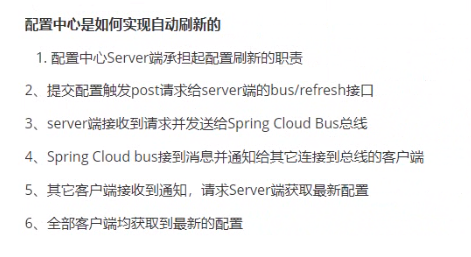 配置中心是如何实现自动刷新的
1. 配置中心Server端承担起配置刷新的职责
2、提交配置触发post请求给server端的bus/refresh接口
3、server端接收到请求并发送给Spring Cloud Bus总线
4、Spring Cloud bus接到消息并通知给其它连接到总线的客户端
5、其它客户端接收到通知，请求Server端获取最新配置
6、全部客户端均获取到最新的配置